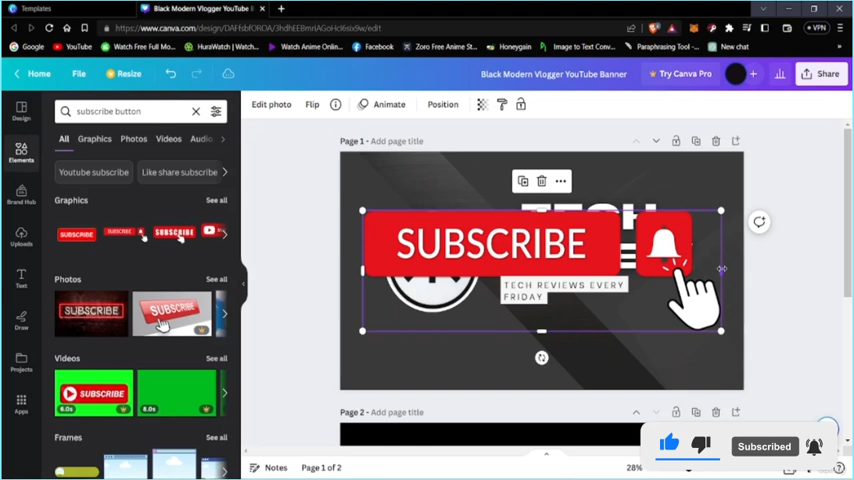 Templates
Black Modern Vlogger YouTube B
https://www.canva.com/design/DAFfsbfOROA/3hdhEEBmriAGoHcI6six9w/edit
Google
YouTube
Watch Free Full Mo...
HuraWatch | Watch...
Watch Anime Online...
Facebook
Zoro Free Anime St...
Honeygain
Image to Text Conv...
Paraphrasing Tool -...
New chat
VPN
Home
File
Resize
Black Modern Vlogger YouTube Banner
Try Canva Pro
Share
Design
Elements
Brand Hub
Uploads
Text
Draw
Projects
Apps
subscribe button
All
Graphics
Photos
Videos
Audio
Youtube subscribe
Like share subscribe
Graphics
See all
SUBSCRIBE
SUBSCRIBE
SUBSCRIBE
Photos
See all
SUBSCRIBE
SUBSCRIBE
Videos
See all
SUBSCRIBE
6.0s
8.0s
Frames
See all
Edit photo
Flip
Animate
Position
Page 1 - Add page title
TECH
SUBSCRIBE
TECH REVIEWS EVERY
FRIDAY
Page 2 - Add page title
Notes
Page 1 of 2
28%
Subscribed